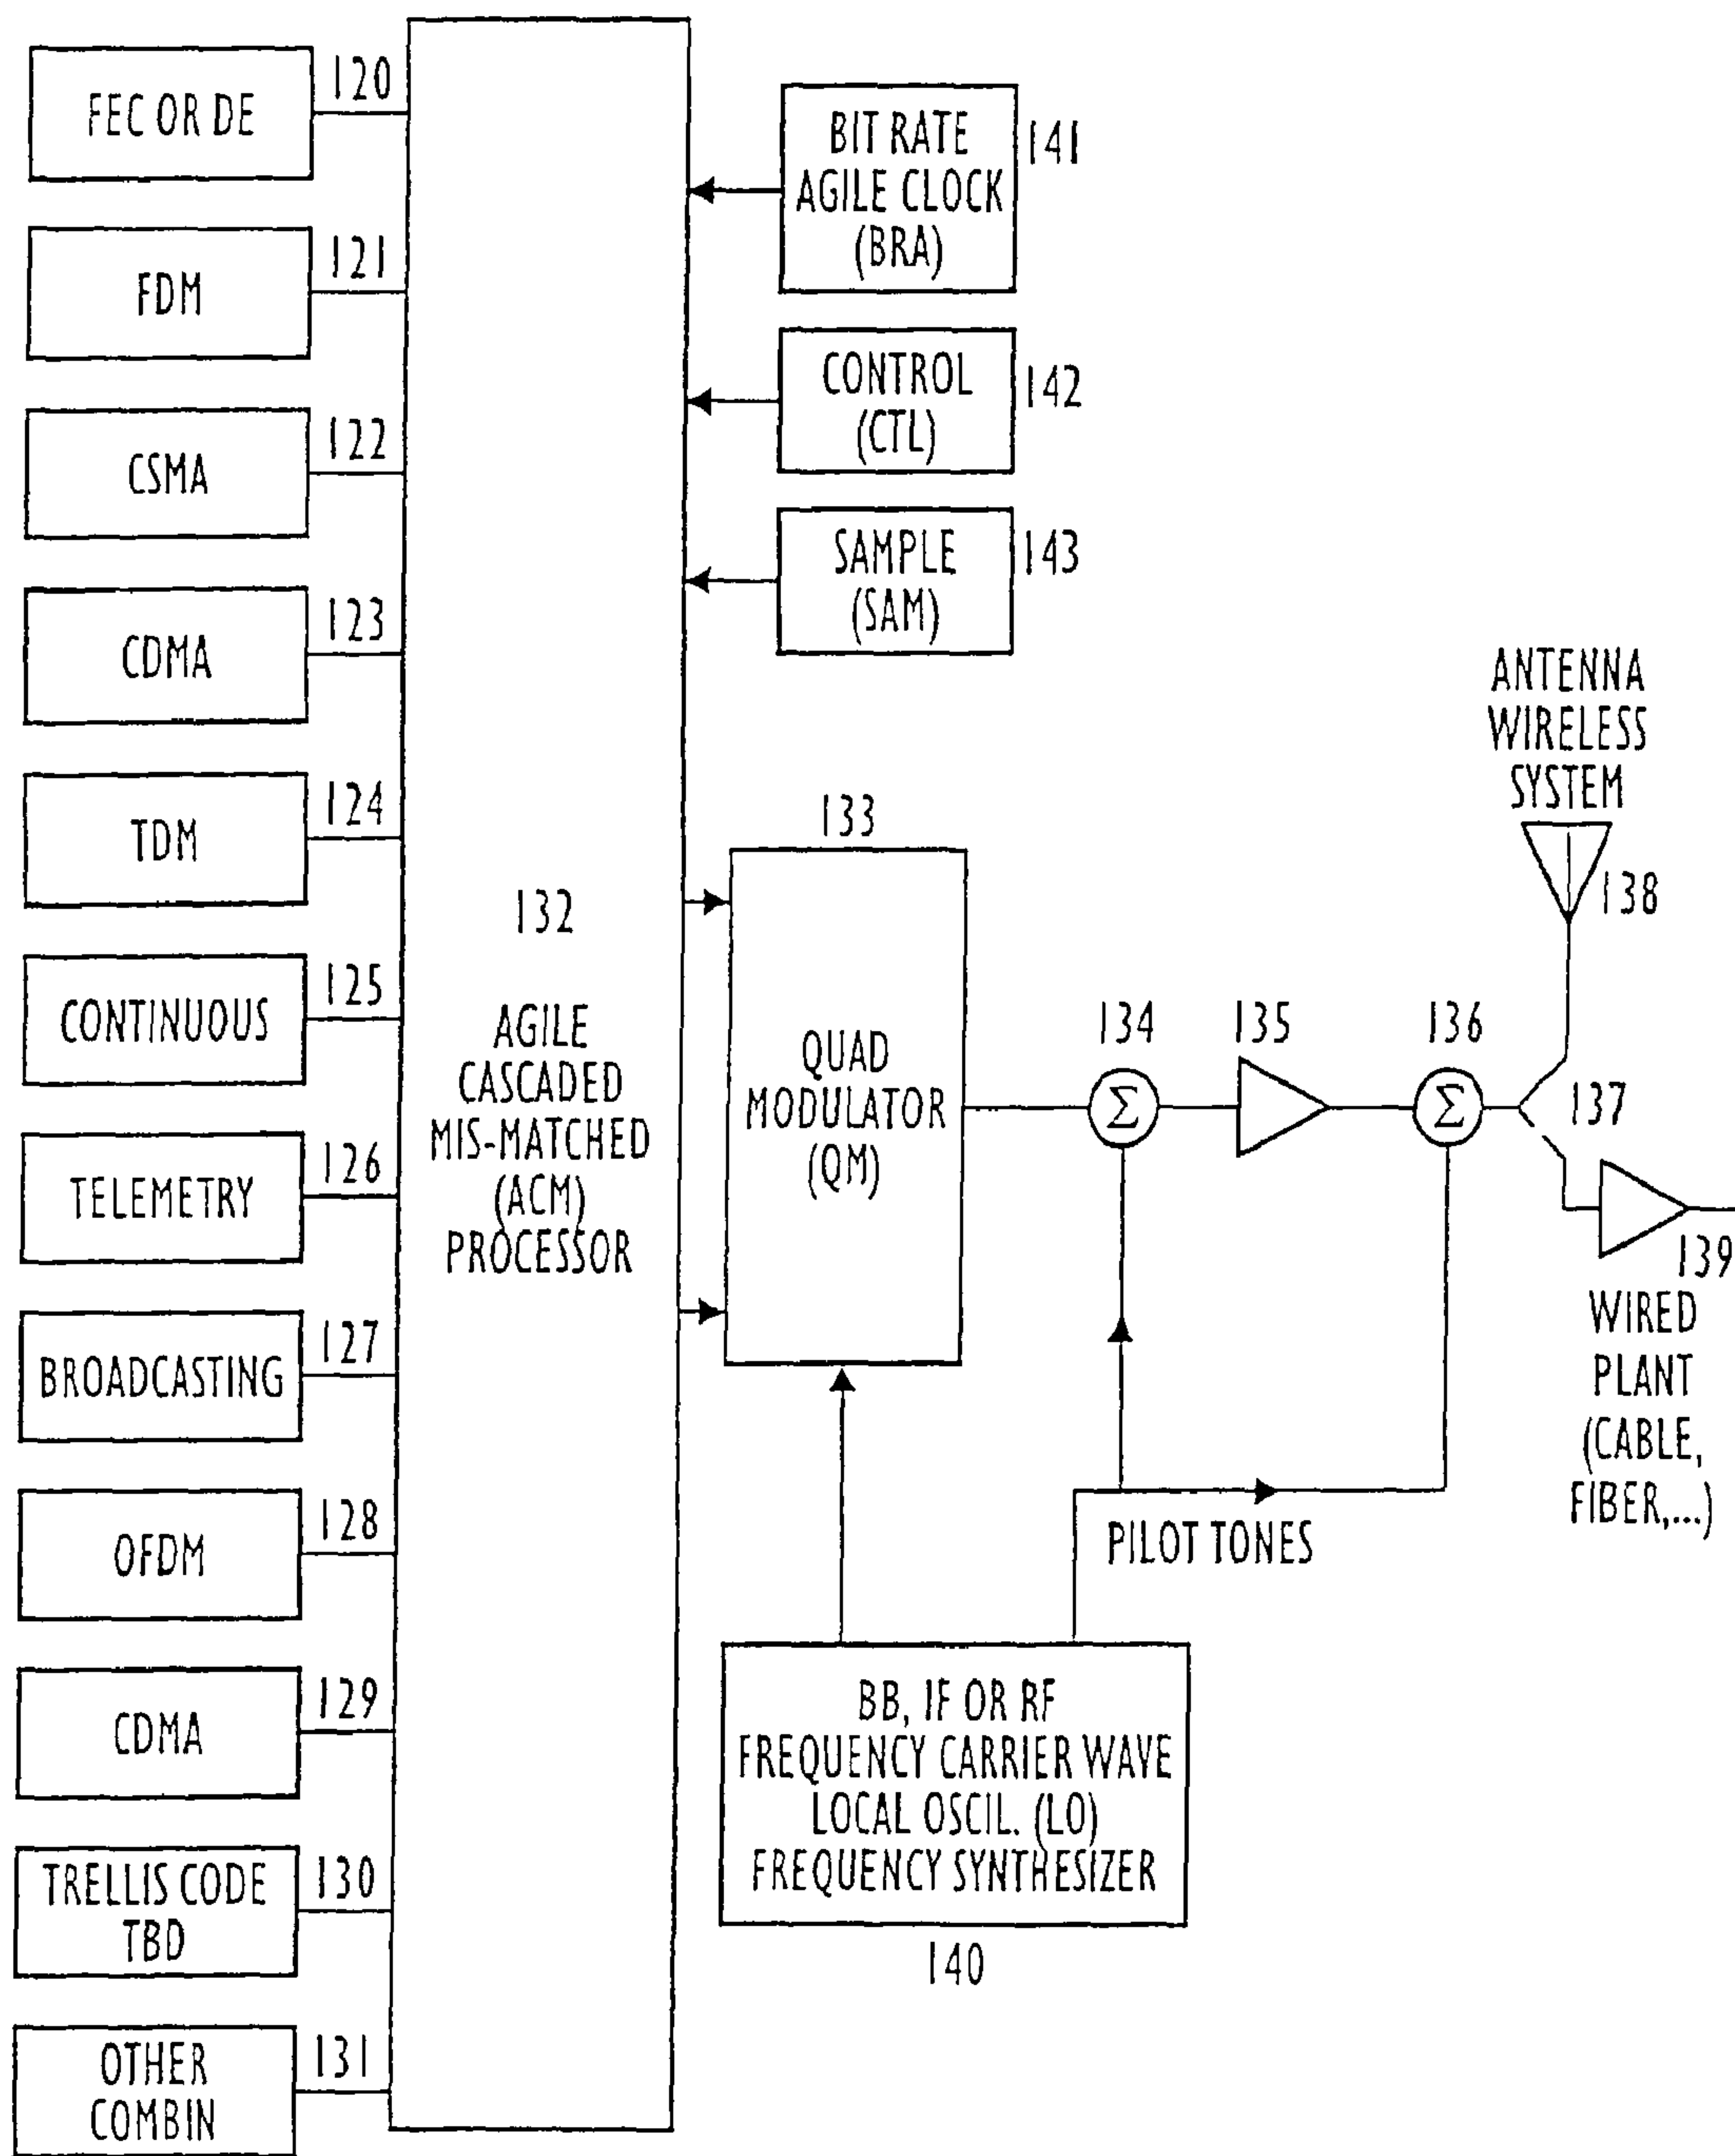 FEC OR DE
120
FDM
121
CSMA
122
CDMA
123
TDM
124
CONTINUOUS
125
TELEMETRY
126
BROADCASTING
127
OFDM
128
CDMA
129
TRELLIS CODE
TBD
130
OTHER
COMBIN
131
132
AGILE
CASCADED
MIS-MATCHED
(ACM)
PROCESSOR
BIT RATE
AGILE CLOCK
(BRA)
141
CONTROL
(CTL)
142
SAMPLE
(SAM)
143
133
QUAD
MODULATOR
(QM)
134
Σ
135
136
Σ
137
ANTENNA
WIRELESS
SYSTEM
138
139
WIRED
PLANT
(CABLE,
FIBER,...)
PILOT TONES
BB, IF OR RF
FREQUENCY CARRIER WAVE
LOCAL OSCIL. (LO)
FREQUENCY SYNTHESIZER
140